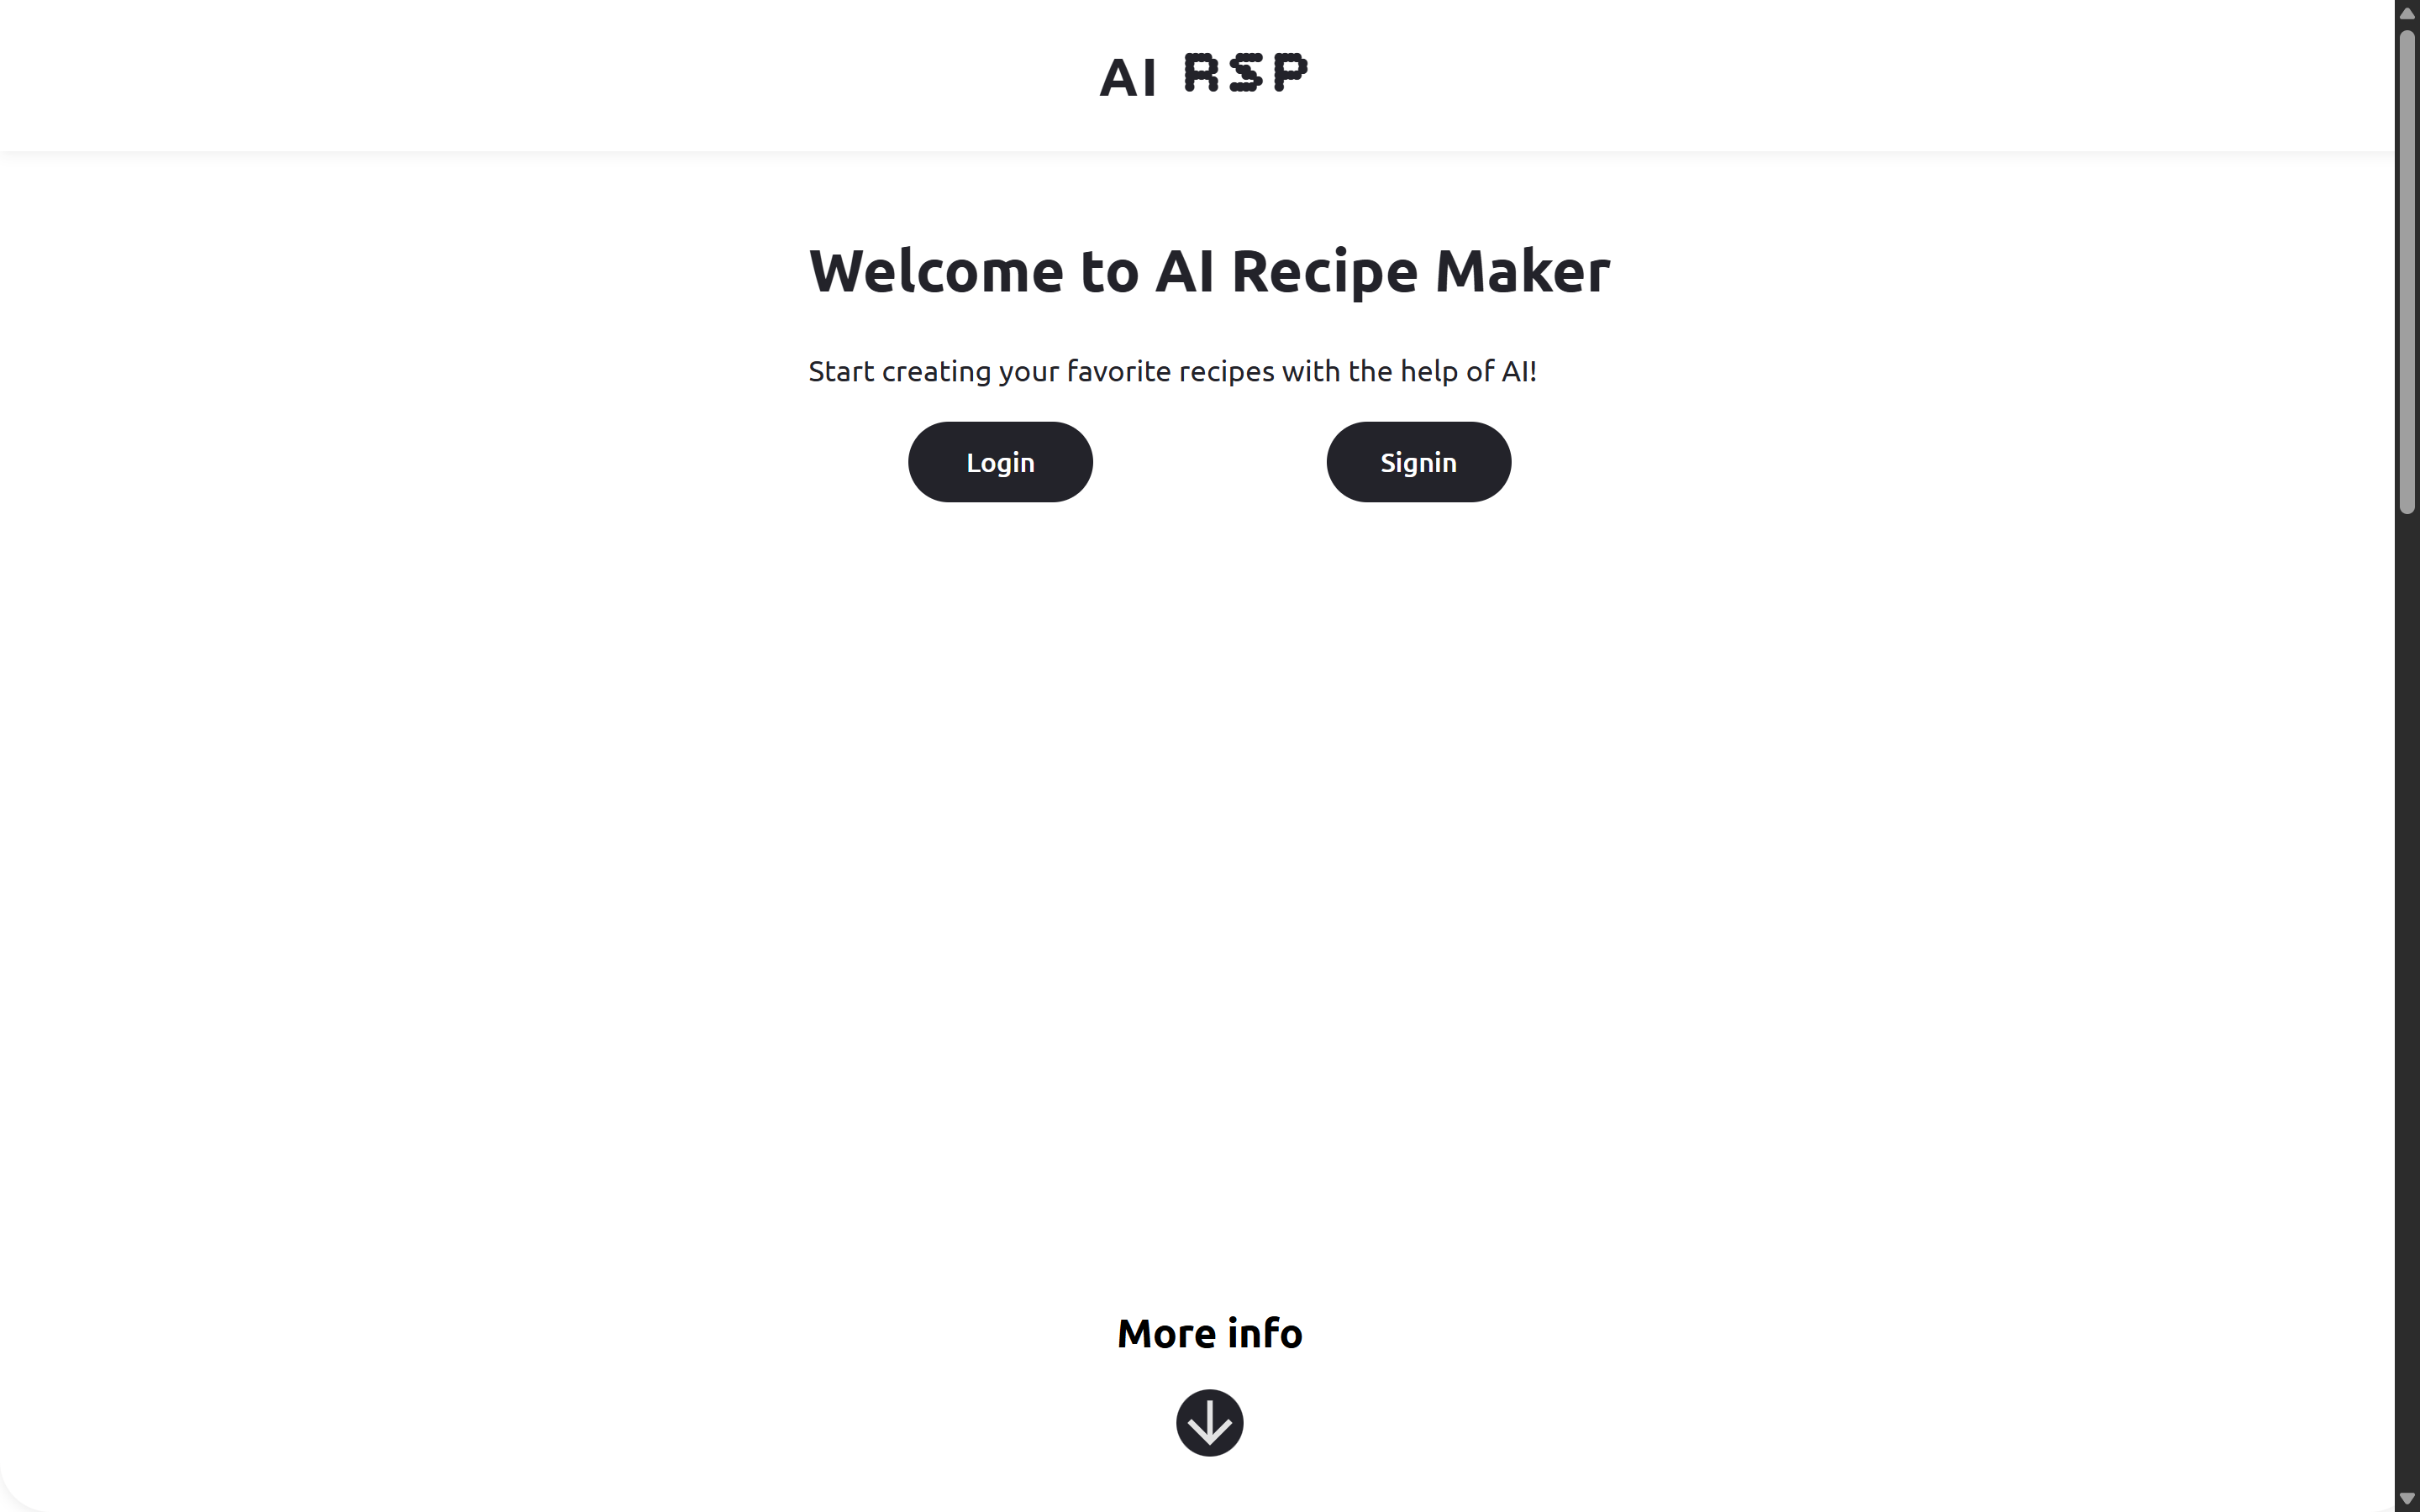 AI RSP
Welcome to AI Recipe Maker
Start creating your favorite recipes with the help of AI!
Login Signin
More info